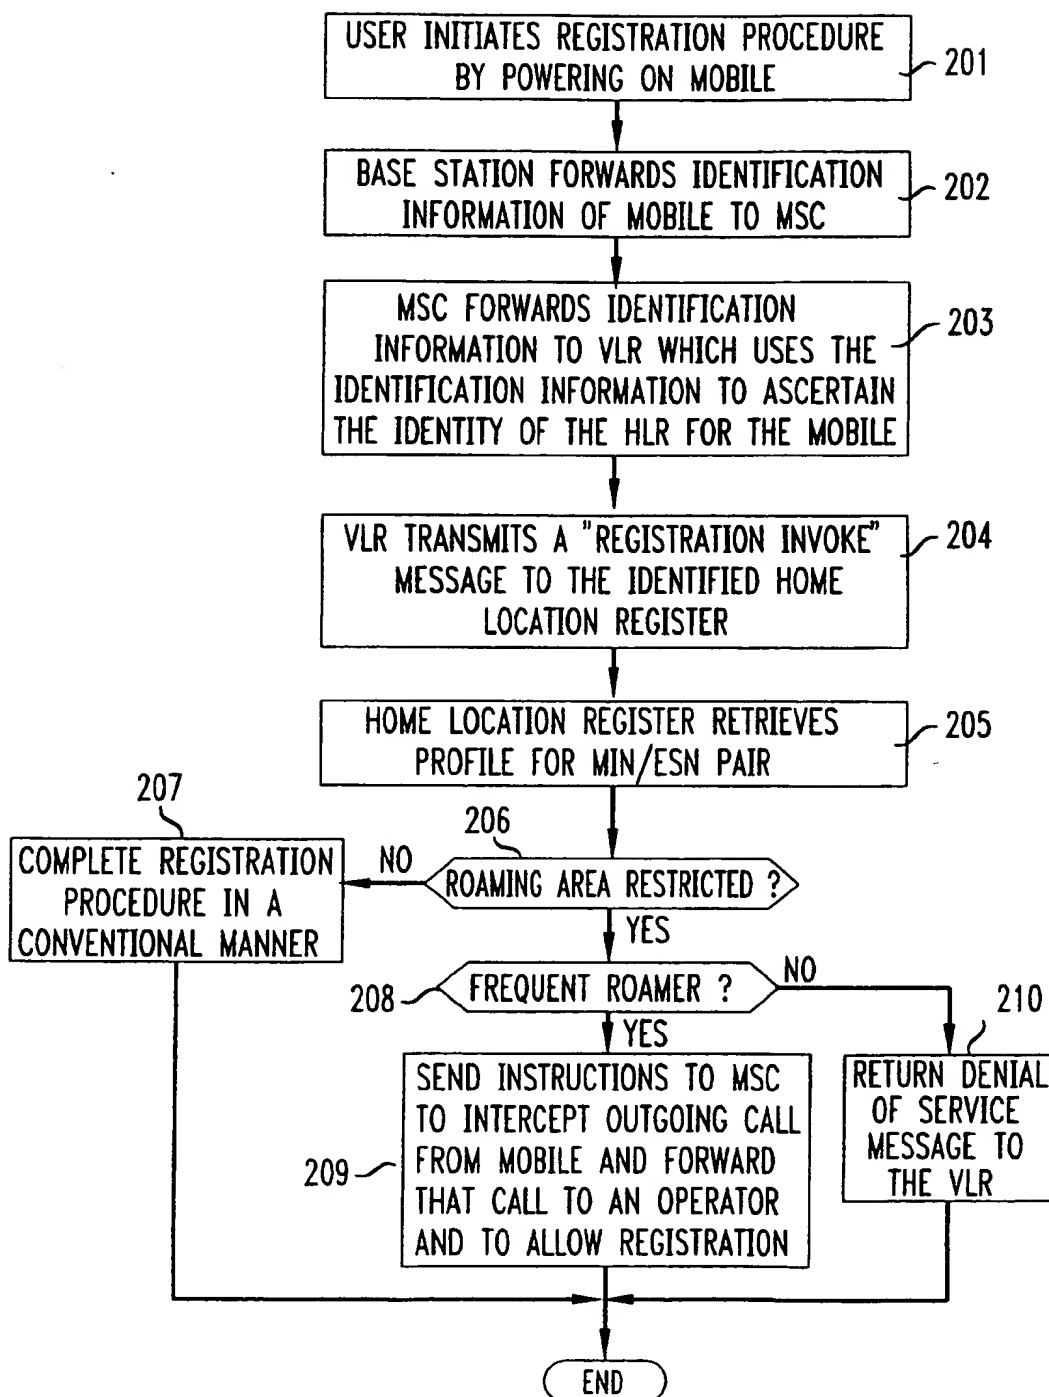 USER INITIATES REGISTRATION PROCEDURE
BY POWERING ON MOBILE
201
BASE STATION FORWARDS IDENTIFICATION
INFORMATION OF MOBILE TO MSC
202
MSC FORWARDS IDENTIFICATION
INFORMATION TO VLR WHICH USES THE
IDENTIFICATION INFORMATION TO ASCERTAIN
THE IDENTITY OF THE HLR FOR THE MOBILE
203
VLR TRANSMITS A "REGISTRATION INVOKE"
MESSAGE TO THE IDENTIFIED HOME
LOCATION REGISTER
204
HOME LOCATION REGISTER RETRIEVES
PROFILE FOR MIN/ESN PAIR
205
206
ROAMING AREA RESTRICTED ?
NO
207
COMPLETE REGISTRATION
PROCEDURE IN A
CONVENTIONAL MANNER
YES
208
FREQUENT ROAMER ?
NO
YES
209
SEND INSTRUCTIONS TO MSC
TO INTERCEPT OUTGOING CALL
FROM MOBILE AND FORWARD
THAT CALL TO AN OPERATOR
AND TO ALLOW REGISTRATION
210
RETURN DENIAL
OF SERVICE
MESSAGE TO
THE VLR
END